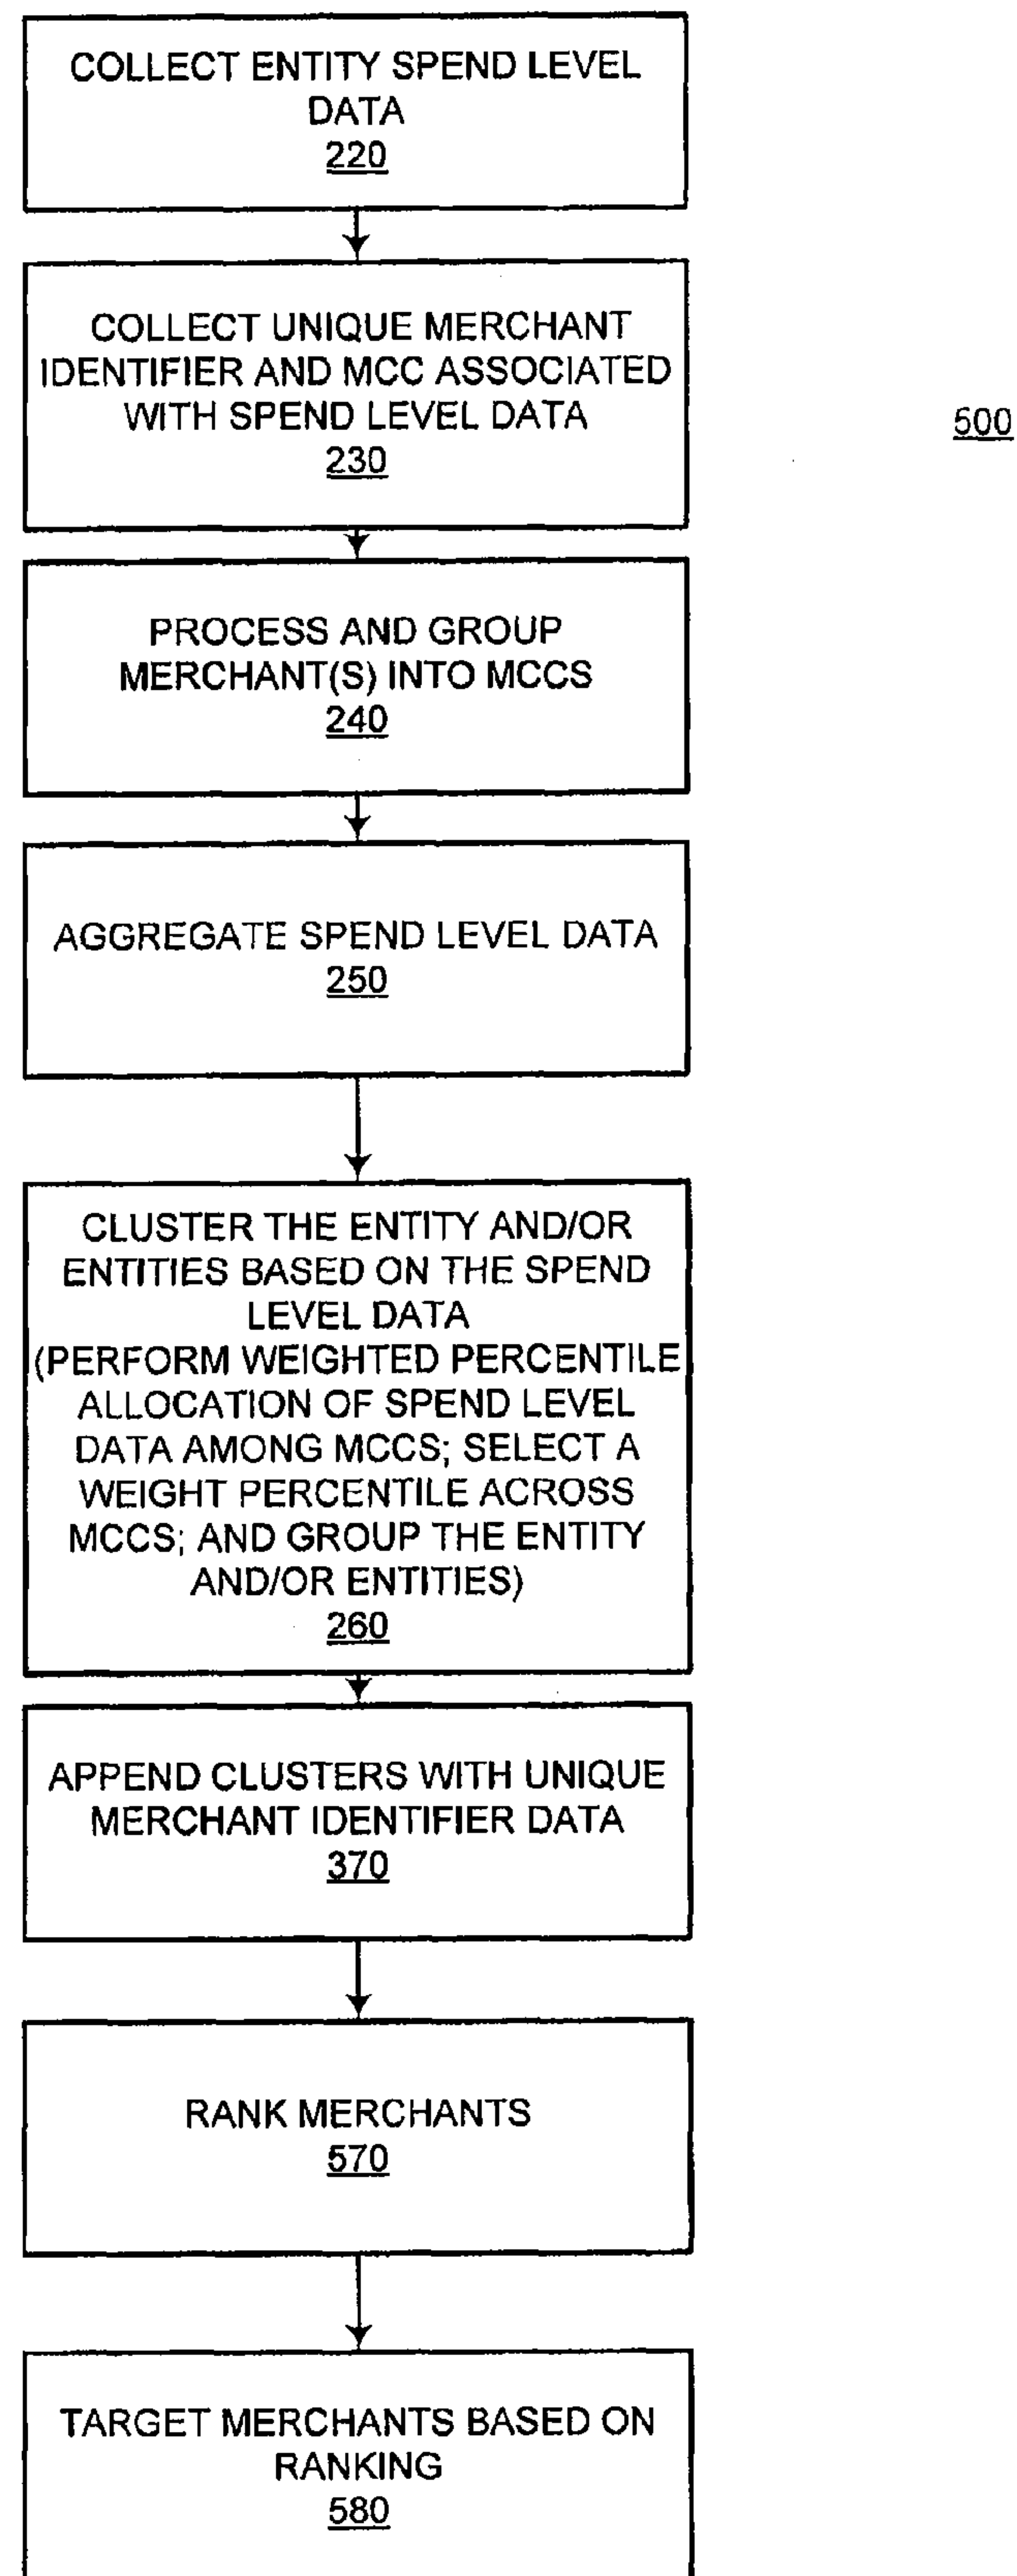 COLLECT ENTITY SPEND LEVEL
DATA
220
COLLECT UNIQUE MERCHANT
IDENTIFIER AND MCC ASSOCIATED
WITH SPEND LEVEL DATA
230
500
PROCESS AND GROUP
MERCHANT(S) INTO MCCS
240
AGGREGATE SPEND LEVEL DATA
250
CLUSTER THE ENTITY AND/OR
ENTITIES BASED ON THE SPEND
LEVEL DATA
(PERFORM WEIGHTED PERCENTILE
ALLOCATION OF SPEND LEVEL
DATA AMONG MCCS; SELECT A
WEIGHT PERCENTILE ACROSS
MCCS; AND GROUP THE ENTITY
AND/OR ENTITIES)
260
APPEND CLUSTERS WITH UNIQUE
MERCHANT IDENTIFIER DATA
370
RANK MERCHANTS
570
TARGET MERCHANTS BASED ON
RANKING
580